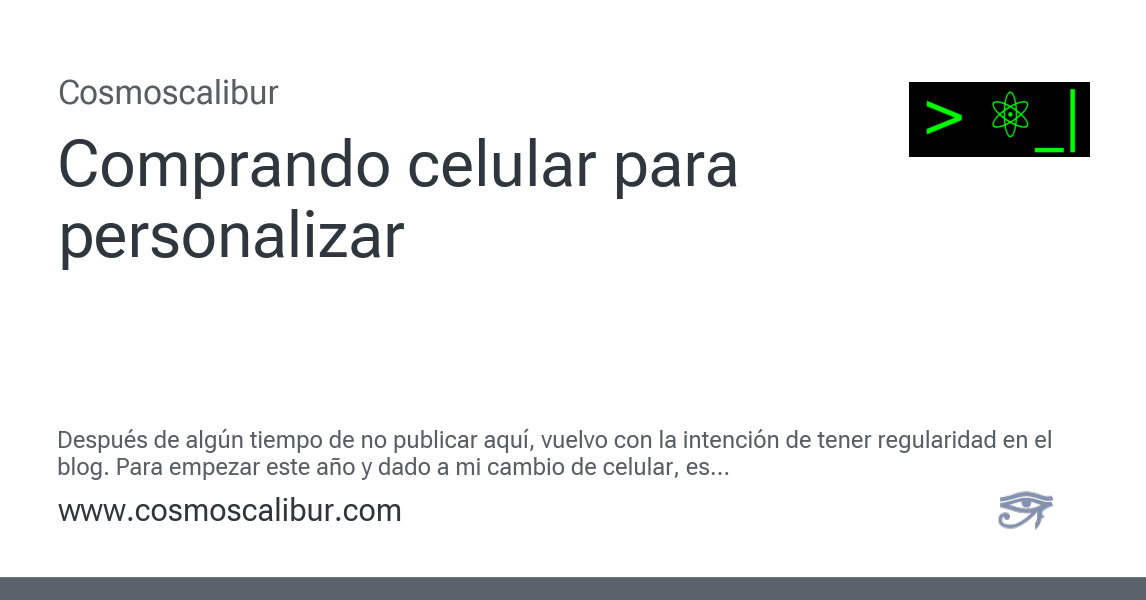 Cosmoscalibur
> ⚛_|
Comprando celular para
personalizar
Después de algún tiempo de no publicar aquí, vuelvo con la intención de tener regularidad en el
blog. Para empezar este año y dado a mi cambio de celular, es...
www.cosmoscalibur.com